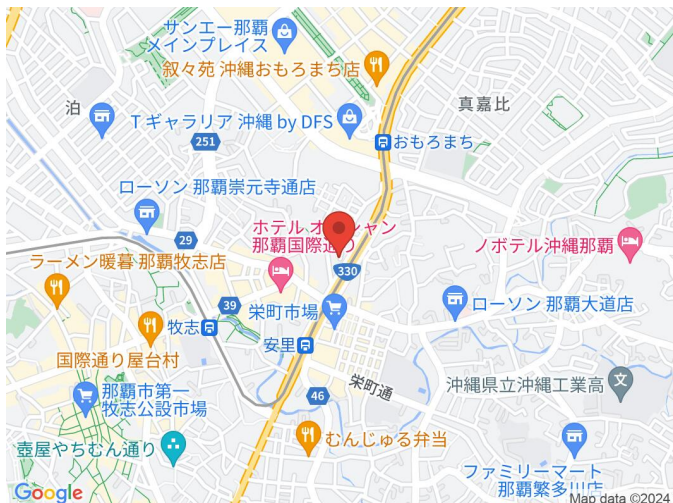 サンエー那覇
メインプレイス
叙々苑 沖縄おもろまち店
泊
真嘉比
Tギャラリア 沖縄 by DFS
251
おもろまち
ローソン 那覇崇元寺通店
29
ホテル オーシャン
那覇国際通り
ノボテル沖縄那覇
330
ラーメン暖暮 那覇牧志店
39
栄町市場
ローソン 那覇大道店
牧志
国際通り屋台村
安里
栄町通
那覇市第一
牧志公設市場
46
沖縄県立沖縄工業高
文
むんじゅる弁当
壺屋やちむん通り
ファミリーマート
那覇繁多川店
Google
Map data ©2024